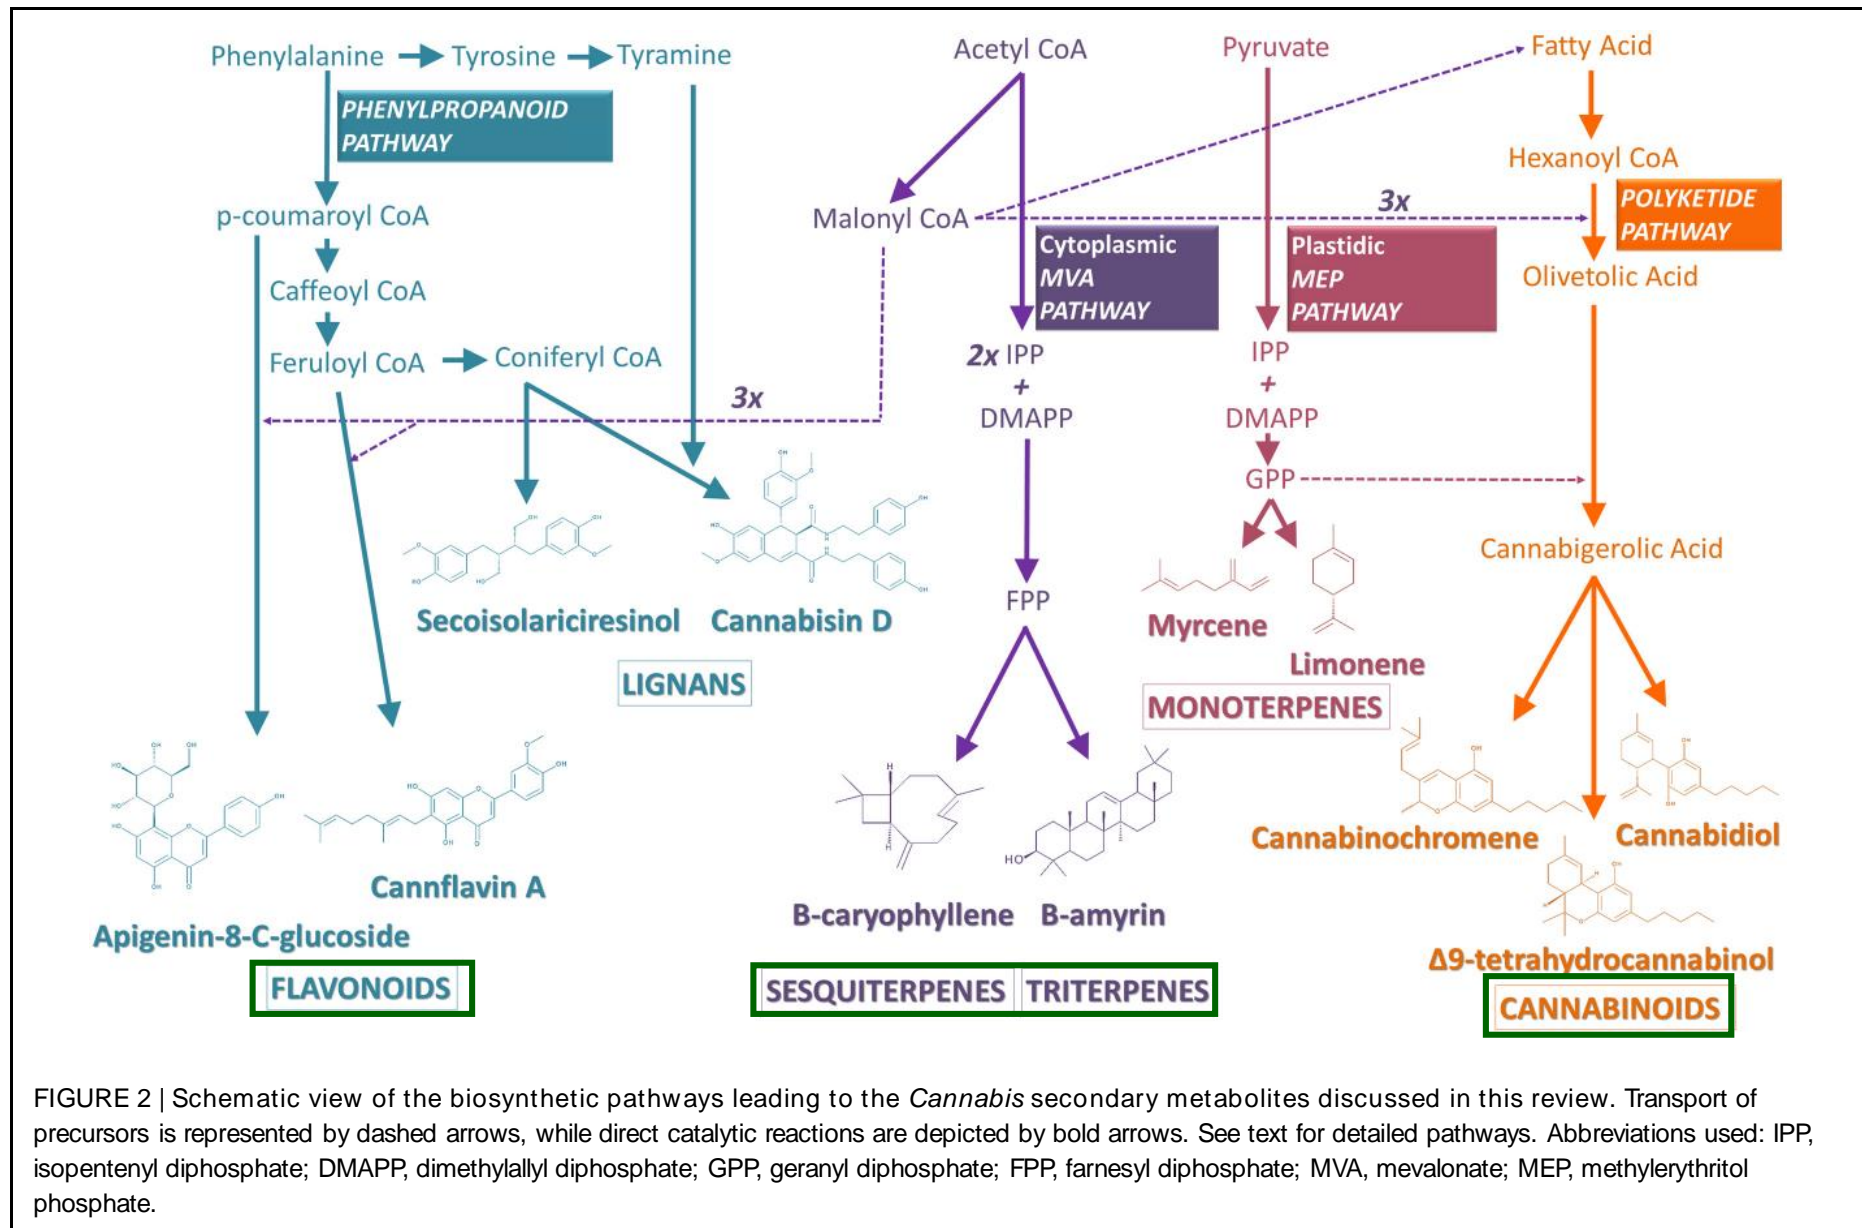 Phenylalanine
Tyrosine
Tyramine
Acetyl CoA
Pyruvate
Fatty Acid
PHENYLPROPANOID
PATHWAY
Hexanoyl CoA
p-coumaroyl CoA
Malonyl CoA
3x
POLYKETIDE
PATHWAY
Cytoplasmic
MVA
PATHWAY
Plastidic
MEP
PATHWAY
Caffeoyl CoA
Olivetolic Acid
Feruloyl CoA
Coniferyl CoA
2x IPP
+
DMAPP
IPP
+
DMAPP
3x
GPP
Cannabigerolic Acid
FPP
Secoisolariciresinol
Cannabisin D
Myrcene
Limonene
LIGNANS
MONOTERPENES
Cannabinochromene
Cannabidiol
Cannflavin A
B-caryophyllene
B-amyrin
Apigenin-8-C-glucoside
Δ9-tetrahydrocannabinol
FLAVONOIDS
SESQUITERPENES
TRITERPENES
CANNABINOIDS
FIGURE 2 | Schematic view of the biosynthetic pathways leading to the Cannabis secondary metabolites discussed in this review. Transport of
precursors is represented by dashed arrows, while direct catalytic reactions are depicted by bold arrows. See text for detailed pathways. Abbreviations used: IPP,
isopentenyl diphosphate; DMAPP, dimethylallyl diphosphate; GPP, geranyl diphosphate; FPP, farnesyl diphosphate; MVA, mevalonate; MEP, methylerythritol
phosphate.